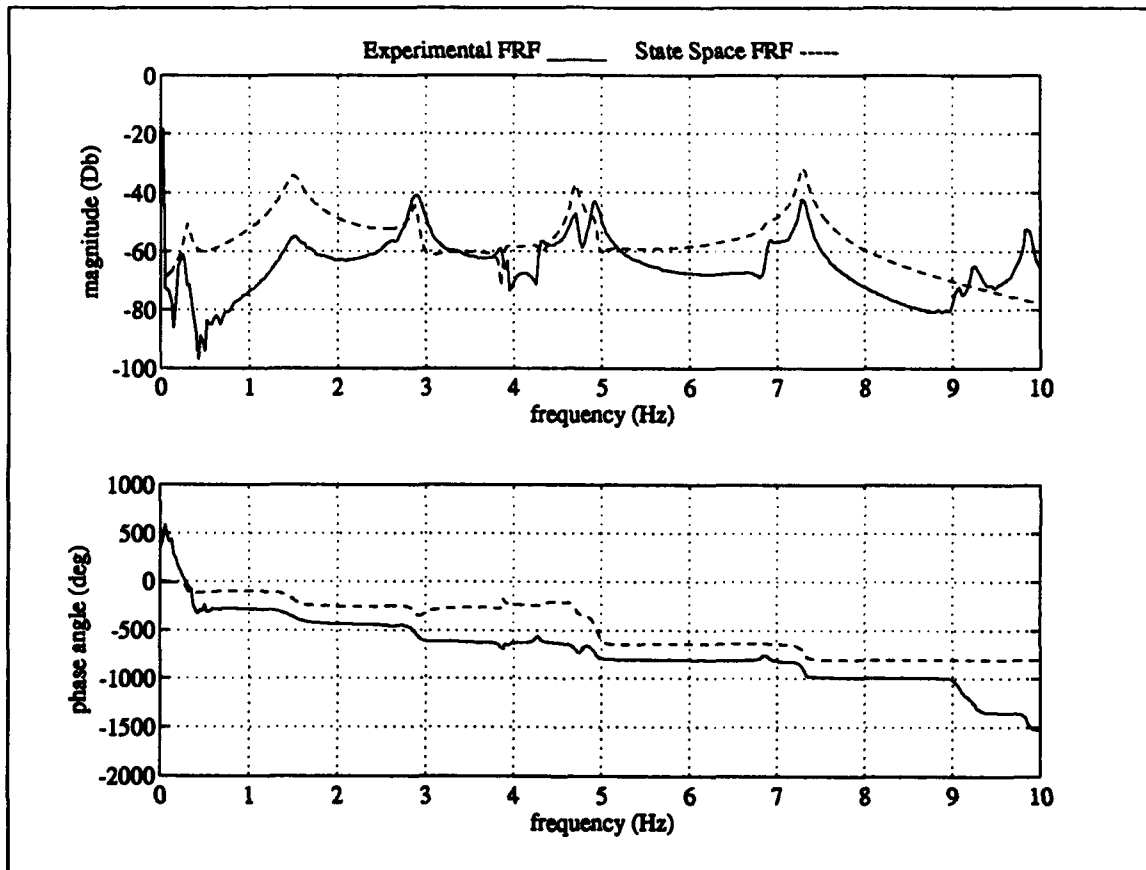 Experimental FRF State Space FRF
0
-20
-40
-60
-80
-100
magnitude (Db)
0 1 2 3 4 5 6 7 8 9 10
frequency (Hz)
1000
500
0
-500
-1000
-1500
-2000
phase angle (deg)
0 1 2 3 4 5 6 7 8 9 10
frequency (Hz)